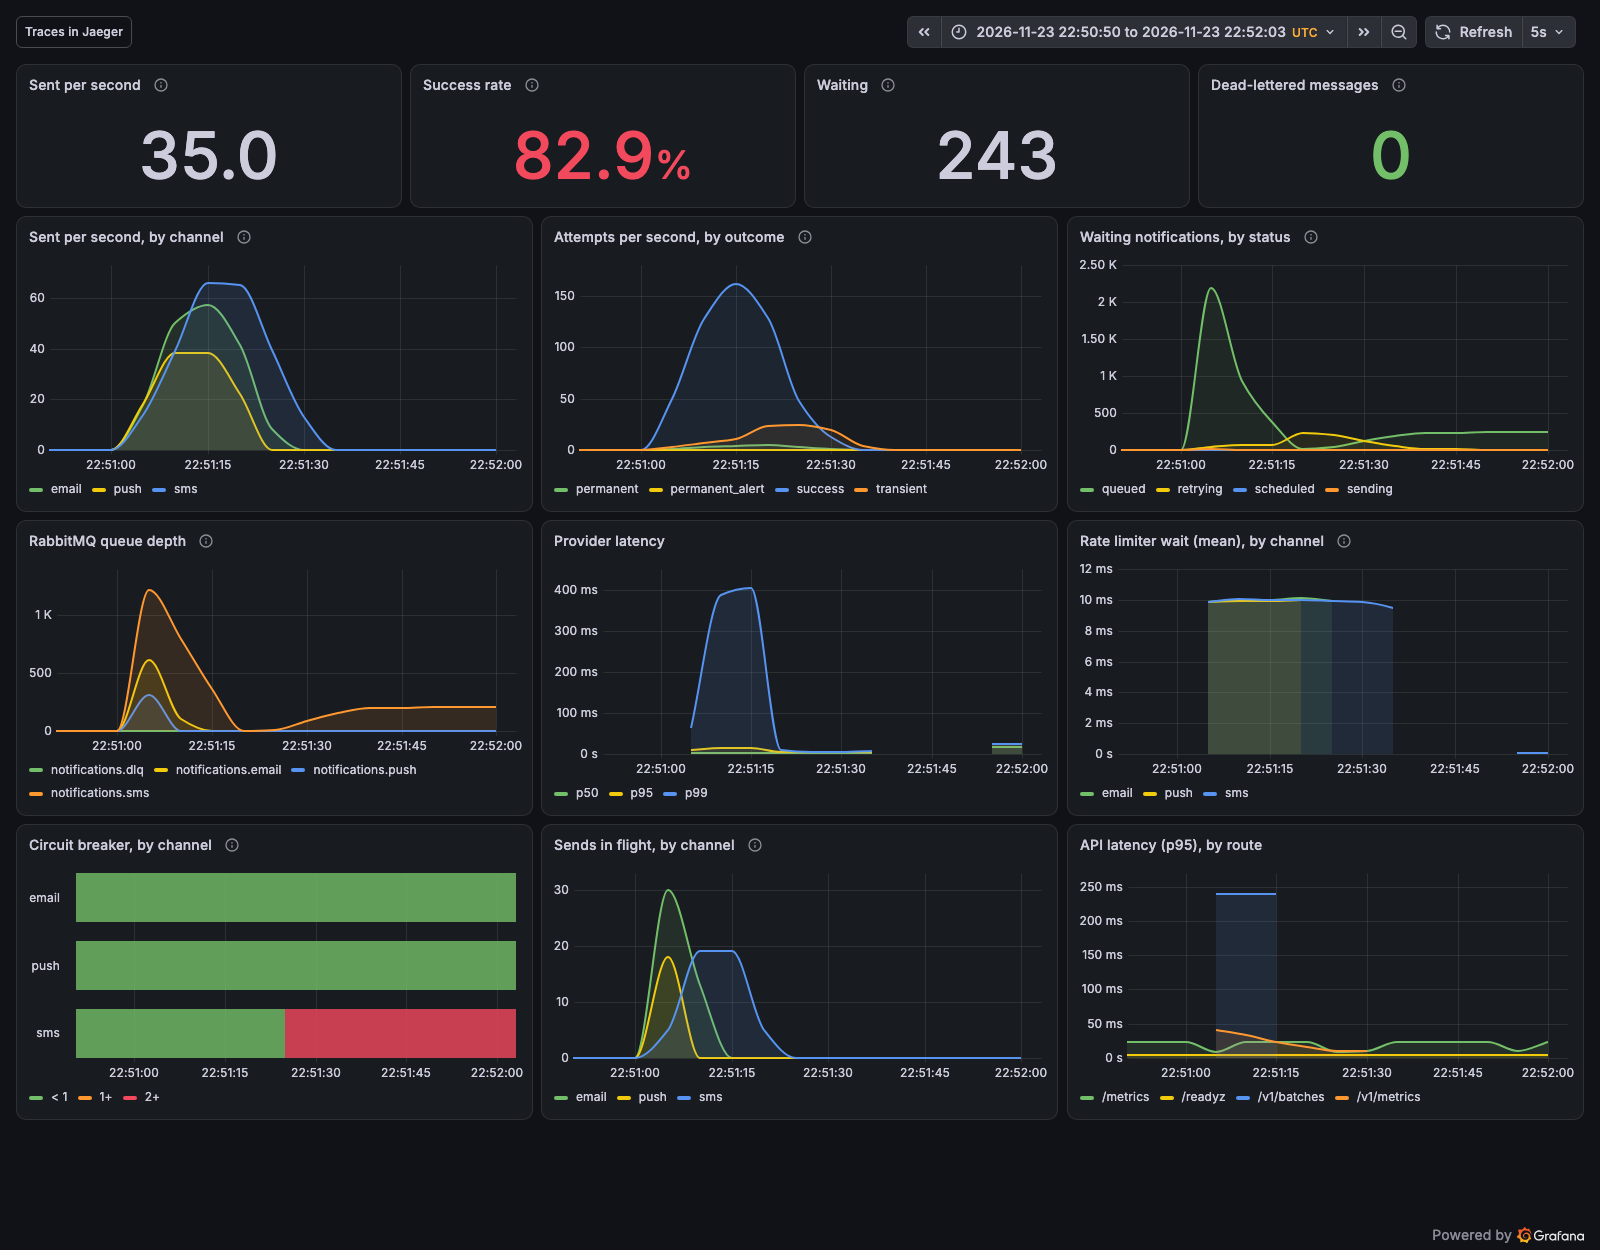 Traces in Jaeger
2026-11-23 22:50:50 to 2026-11-23 22:52:03 UTC
Refresh
5s
Sent per second
35.0
Success rate
82.9%
Waiting
243
Dead-lettered messages
0
Sent per second, by channel
60
40
20
0
22:51:00 22:51:15 22:51:30 22:51:45 22:52:00
email push sms
Attempts per second, by outcome
150
100
50
0
22:51:00 22:51:15 22:51:30 22:51:45 22:52:00
permanent permanent_alert success transient
Waiting notifications, by status
2.50 K
2 K
1.50 K
1 K
500
0
22:51:00 22:51:15 22:51:30 22:51:45 22:52:00
queued retrying scheduled sending
RabbitMQ queue depth
1 K
500
0
22:51:00 22:51:15 22:51:30 22:51:45 22:52:00
notifications.dlq notifications.email notifications.push
notifications.sms
Provider latency
400 ms
300 ms
200 ms
100 ms
0 s
22:51:00 22:51:15 22:51:30 22:51:45 22:52:00
p50 p95 p99
Rate limiter wait (mean), by channel
12 ms
10 ms
8 ms
6 ms
4 ms
2 ms
0 s
22:51:00 22:51:15 22:51:30 22:51:45 22:52:00
email push sms
Circuit breaker, by channel
email
push
sms
22:51:00 22:51:15 22:51:30 22:51:45 22:52:00
< 1 1+ 2+
Sends in flight, by channel
30
20
10
0
22:51:00 22:51:15 22:51:30 22:51:45 22:52:00
email push sms
API latency (p95), by route
250 ms
200 ms
150 ms
100 ms
50 ms
0 s
22:51:00 22:51:15 22:51:30 22:51:45 22:52:00
/metrics /readyz /v1/batches /v1/metrics
Powered by Grafana